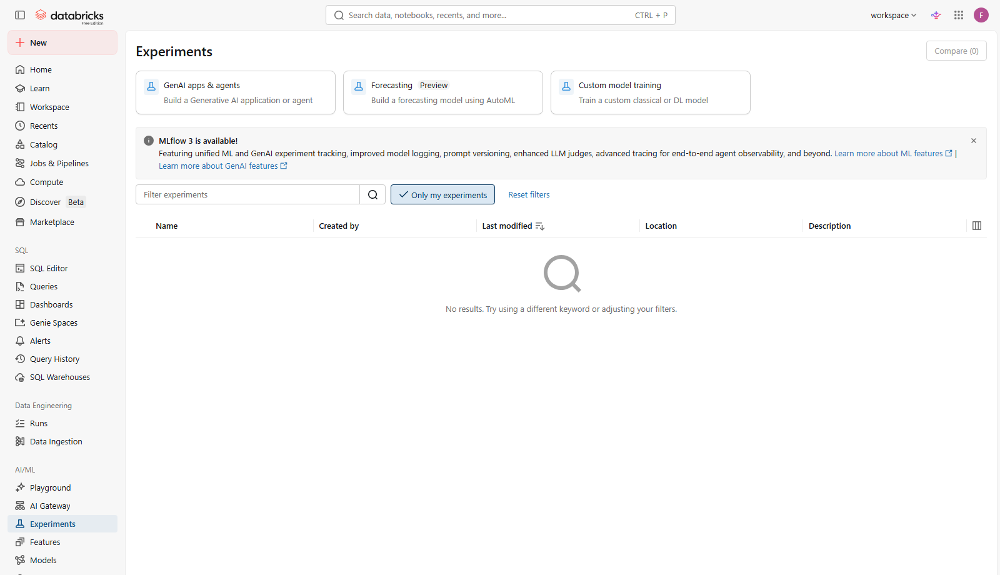 databricks
Free Edition
Search data, notebooks, recents, and more...
CTRL + P
workspace
F
New
Home
Learn
Workspace
Recents
Catalog
Jobs & Pipelines
Compute
Discover Beta
Marketplace
SQL
SQL Editor
Queries
Dashboards
Genie Spaces
Alerts
Query History
SQL Warehouses
Data Engineering
Runs
Data Ingestion
AI/ML
Playground
AI Gateway
Experiments
Features
Models
Experiments
Compare (0)
GenAI apps & agents
Build a Generative AI application or agent
Forecasting Preview
Build a forecasting model using AutoML
Custom model training
Train a custom classical or DL model
MLflow 3 is available!
Featuring unified ML and GenAI experiment tracking, improved model logging, prompt versioning, enhanced LLM judges, advanced tracing for end-to-end agent observability, and beyond. Learn more about ML features |
Learn more about GenAI features
Filter experiments
Only my experiments
Reset filters
Name Created by Last modified Location Description
No results. Try using a different keyword or adjusting your filters.